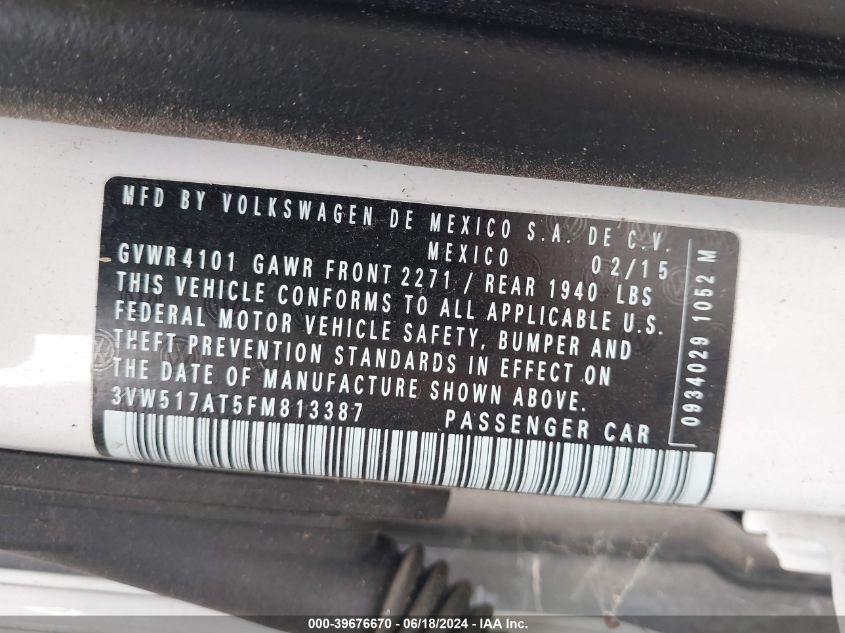 MFD BY VOLKSWAGEN DE MEXICO S.A. DE C.V.
MEXICO 02/15
GVWR 4101 GAWR FRONT 2271 / REAR 1940 LBS
THIS VEHICLE CONFORMS TO ALL APPLICABLE U.S.
FEDERAL MOTOR VEHICLE SAFETY, BUMPER AND
THEFT PREVENTION STANDARDS IN EFFECT ON
THE DATE OF MANUFACTURE SHOWN ABOVE.
3VW517AT5FM813387 PASSENGER CAR
0934029 1052 M
000-39676670 - 06/18/2024 - IAA Inc.